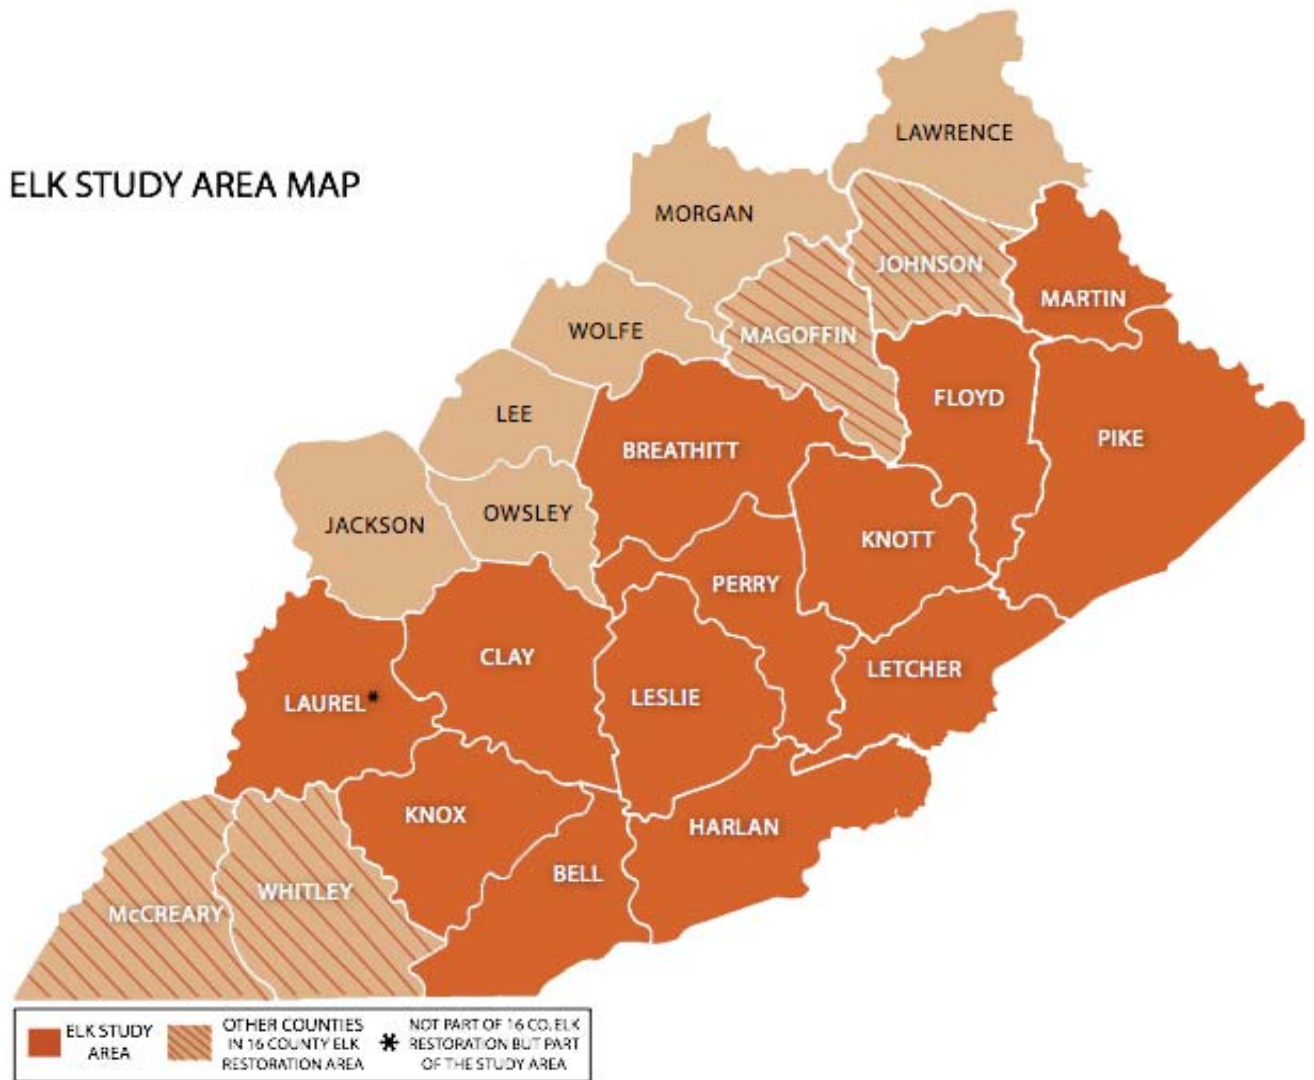 LAWRENCE
ELK STUDY AREA MAP
MORGAN
JOHNSON
MARTIN
WOLFE
MAGOFFIN
FLOYD
LEE
BREATHITT
PIKE
JACKSON
OWSLEY
KNOTT
PERRY
CLAY
LETCHER
LAUREL*
LESLIE
KNOX
HARLAN
BELL
WHITLEY
McCREARY
ELK STUDY
AREA
OTHER COUNTIES
IN 16 COUNTY ELK
RESTORATION AREA
* NOT PART OF 16 CO. ELK
RESTORATION BUT PART
OF THE STUDY AREA